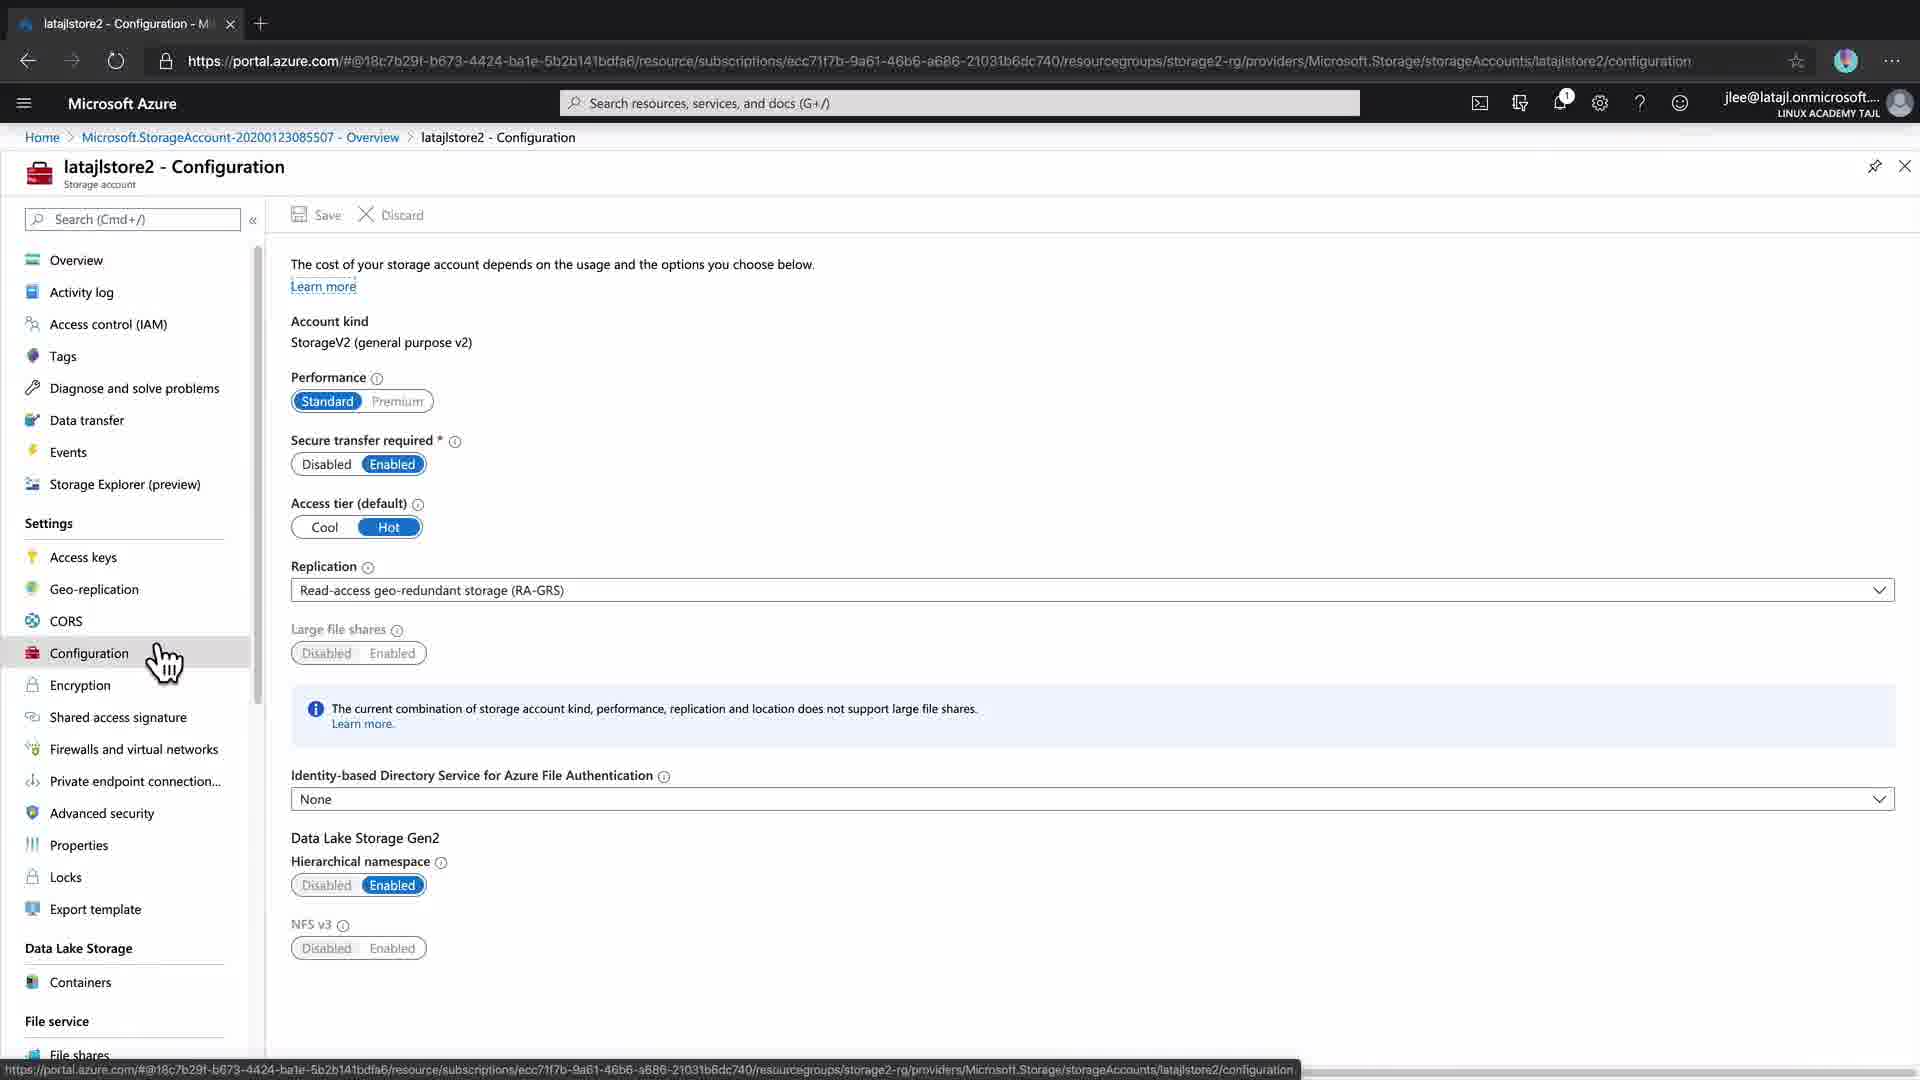 latajlstore2 - Configuration - Mi
https://portal.azure.com/#@18c7b29f-b673-4424-ba1e-5b2b141bdfa6/resource/subscriptions/ecc71f7b-9a61-46b6-a686-21031b6dc740/resourcegroups/storage2-rg/providers/Microsoft.Storage/storageAccounts/latajlstore2/configuration
Microsoft Azure
Search resources, services, and docs (G+/)
1
jlee@latajl.onmicrosoft....
LINUX ACADEMY TAJL
Home > Microsoft.StorageAccount-20200123085507 - Overview > latajlstore2 - Configuration
latajlstore2 - Configuration
Storage account
Search (Cmd+/)
«
Save
Discard
Overview
Activity log
Access control (IAM)
Tags
Diagnose and solve problems
Data transfer
Events
Storage Explorer (preview)
Settings
Access keys
Geo-replication
CORS
Configuration
Encryption
Shared access signature
Firewalls and virtual networks
Private endpoint connection...
Advanced security
Properties
Locks
Export template
Data Lake Storage
Containers
File service
File shares
The cost of your storage account depends on the usage and the options you choose below.
Learn more
Account kind
StorageV2 (general purpose v2)
Performance
Standard Premium
Secure transfer required *
Disabled Enabled
Access tier (default)
Cool Hot
Replication
Read-access geo-redundant storage (RA-GRS)
Large file shares
Disabled Enabled
The current combination of storage account kind, performance, replication and location does not support large file shares.
Learn more.
Identity-based Directory Service for Azure File Authentication
None
Data Lake Storage Gen2
Hierarchical namespace
Disabled Enabled
NFS v3
Disabled Enabled
https://portal.azure.com/#@18c7b29f-b673-4424-ba1e-5b2b141bdfa6/resource/subscriptions/ecc71f7b-9a61-46b6-a686-21031b6dc740/resourcegroups/storage2-rg/providers/Microsoft.Storage/storageAccounts/latajlstore2/configuration